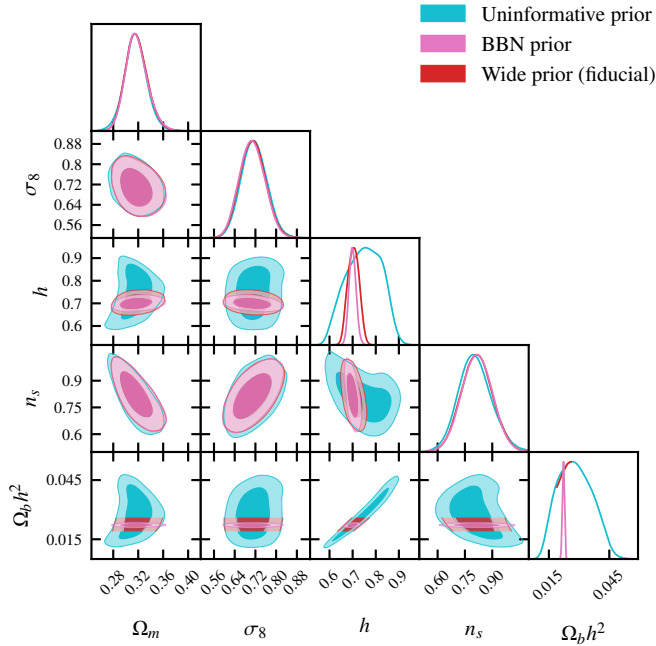 Uninformative prior
BBN prior
Wide prior (fiducial)
0.88
0.80
0.72
0.64
0.56
σ8
0.9
0.8
0.7
0.6
h
0.90
0.75
0.60
ns
0.045
0.015
Ωbh²
0.28 0.32 0.36 0.40 0.56 0.64 0.72 0.80 0.88 0.6 0.7 0.8 0.9 0.60 0.75 0.90 0.015 0.045
Ωm σ8 h ns Ωbh²